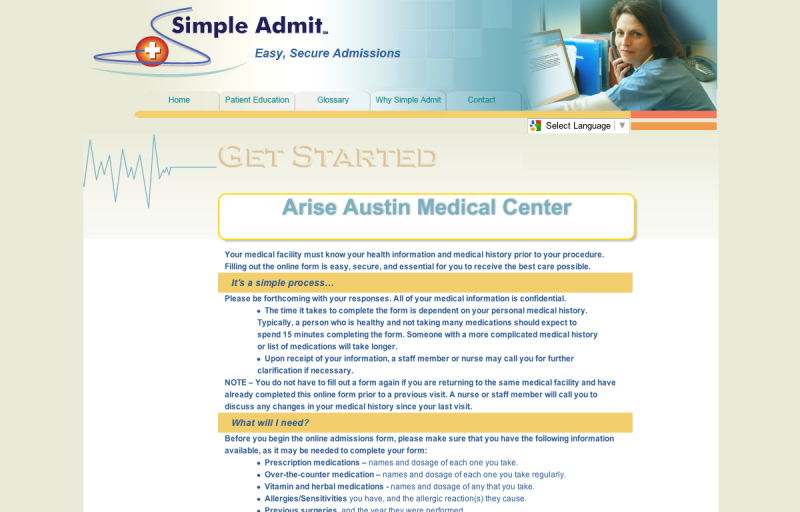 Simple Admit SM
Easy, Secure Admissions
Home
Patient Education
Glossary
Why Simple Admit
Contact
Select Language ▼
Get Started
Arise Austin Medical Center
Your medical facility must know your health information and medical history prior to your procedure.
Filling out the online form is easy, secure, and essential for you to receive the best care possible.
It's a simple process…
Please be forthcoming with your responses. All of your medical information is confidential.
• The time it takes to complete the form is dependent on your personal medical history.
Typically, a person who is healthy and not taking many medications should expect to
spend 15 minutes completing the form. Someone with a more complicated medical history
or list of medications will take longer.
• Upon receipt of your information, a staff member or nurse may call you for further
clarification if necessary.
NOTE – You do not have to fill out a form again if you are returning to the same medical facility and have
already completed this online form prior to a previous visit. A nurse or staff member will call you to
discuss any changes in your medical history since your last visit.
What will I need?
Before you begin the online admissions form, please make sure that you have the following information
available, as it may be needed to complete your form:
• Prescription medications – names and dosage of each one you take.
• Over-the-counter medication – names and dosage of each one you take regularly.
• Vitamin and herbal medications - names and dosage of any that you take.
• Allergies/Sensitivities you have, and the allergic reaction(s) they cause.
• Previous surgeries, and the year they were performed.